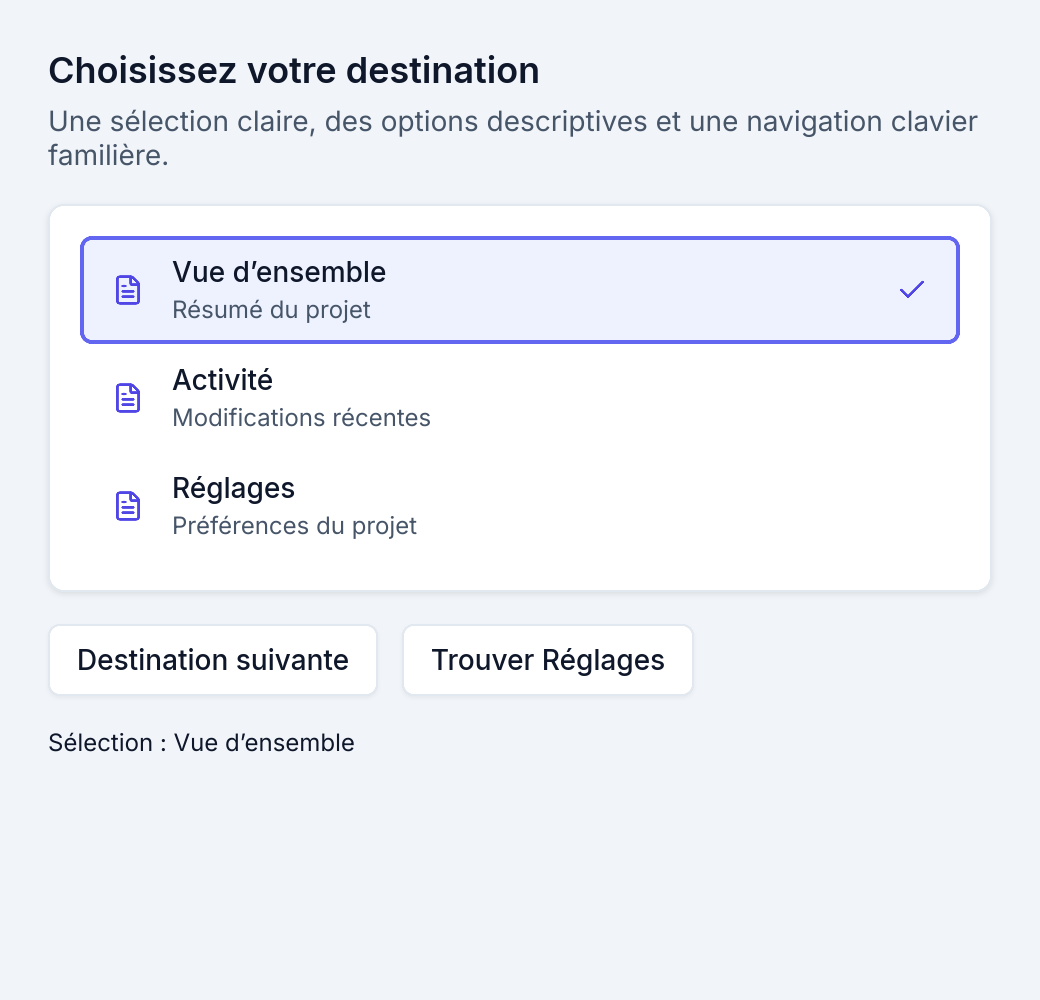 Choisissez votre destination
Une sélection claire, des options descriptives et une navigation clavier
familière.
Vue d’ensemble
Résumé du projet
Activité
Modifications récentes
Réglages
Préférences du projet
Destination suivante
Trouver Réglages
Sélection : Vue d’ensemble